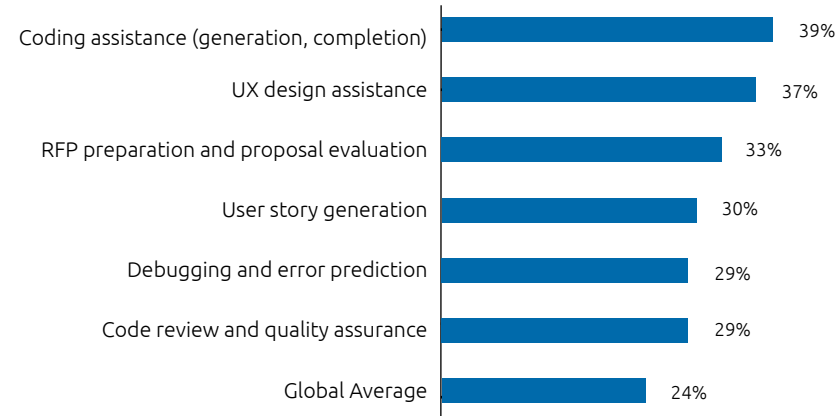 Coding assistance (generation, completion) 39%
UX design assistance 37%
RFP preparation and proposal evaluation 33%
User story generation 30%
Debugging and error prediction 29%
Code review and quality assurance 29%
Global Average 24%